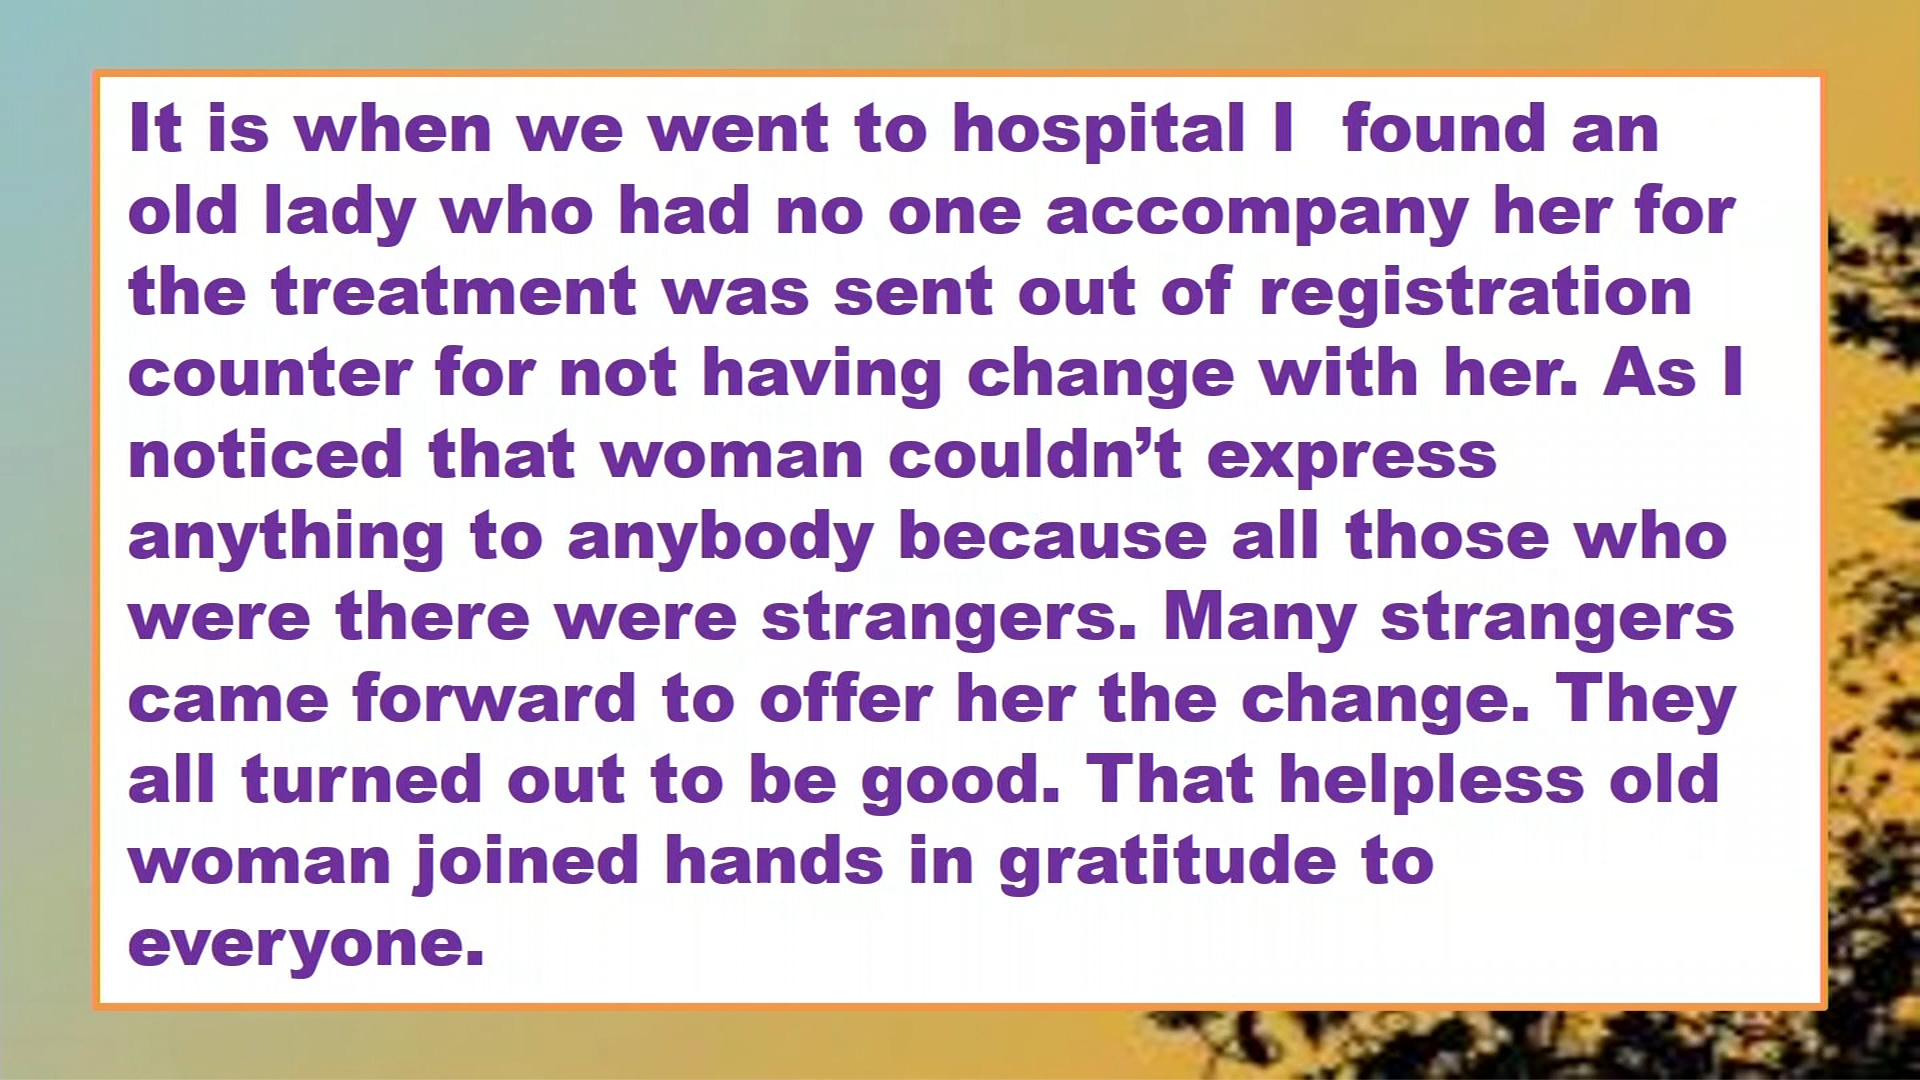 It is when we went to hospital I  found an
old lady who had no one accompany her for
the treatment was sent out of registration
counter for not having change with her. As I
noticed that woman couldn’t express
anything to anybody because all those who
were there were strangers. Many strangers
came forward to offer her the change. They
all turned out to be good. That helpless old
woman joined hands in gratitude to
everyone.